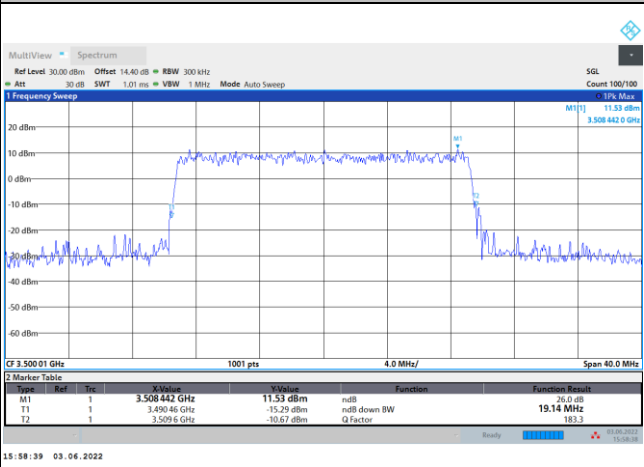 MultiView Spectrum
Ref Level 30.00 dBm Offset 14.40 dB RBW 300 kHz SGL
Att 30 dB SWT 1.01 ms VBW 1 MHz Mode Auto Sweep Count 100/100
1 Frequency Sweep 1Pk Max
M1[1] 11.53 dBm
3.508 442 0 GHz
20 dBm
M1
10 dBm
0 dBm
-10 dBm
T2
-20 dBm
-30 dBm
-40 dBm
-50 dBm
-60 dBm
CF 3.500 01 GHz 1001 pts 4.0 MHz/ Span 40.0 MHz
2 Marker Table
Type Ref Trc X-Value Y-Value Function Function Result
M1 1 3.508 442 GHz 11.53 dBm ndB 26.0 dB
T1 1 3.490 46 GHz -15.29 dBm ndB down BW 19.14 MHz
T2 1 3.509 6 GHz -10.67 dBm Q Factor 183.3
Ready 03.06.2022
15:58:38
15:58:39 03.06.2022